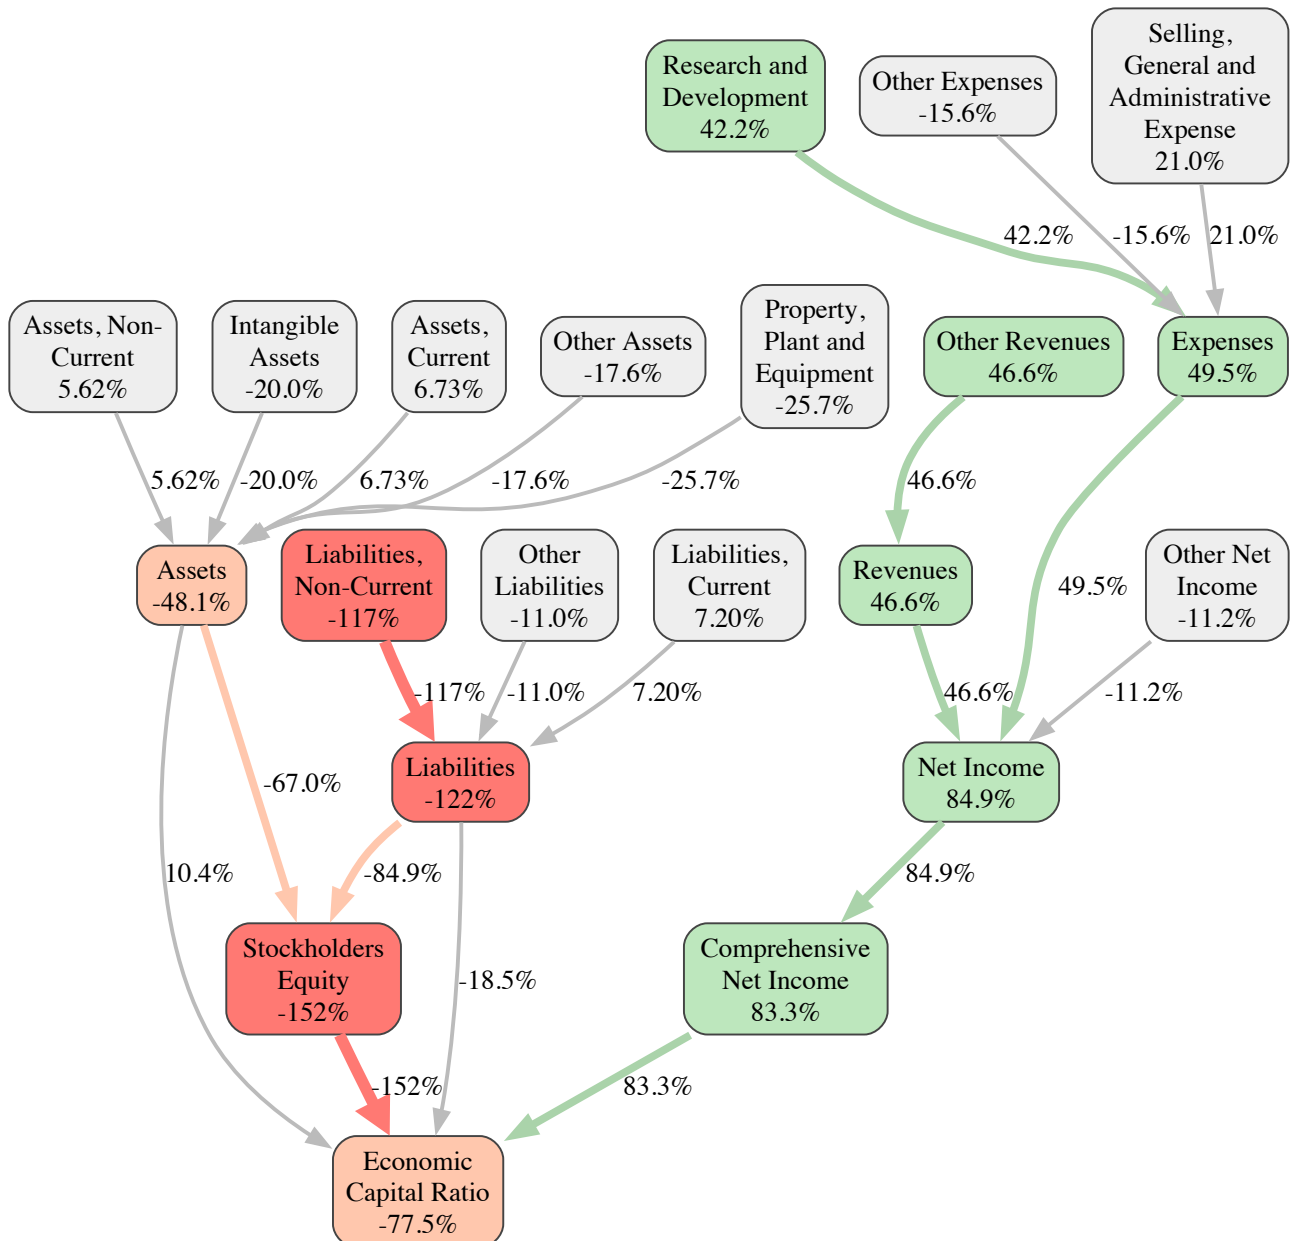 Research and
Development
42.2%
Other Expenses
-15.6%
Selling,
General and
Administrative
Expense
21.0%
42.2%
-15.6%
21.0%
Assets, Non-
Current
5.62%
Intangible
Assets
-20.0%
Assets,
Current
6.73%
Other Assets
-17.6%
Property,
Plant and
Equipment
-25.7%
Other Revenues
46.6%
Expenses
49.5%
5.62%
-20.0%
6.73%
-17.6%
-25.7%
46.6%
49.5%
Assets
-48.1%
Liabilities,
Non-Current
-117%
Other
Liabilities
-11.0%
Liabilities,
Current
7.20%
Revenues
46.6%
Other Net
Income
-11.2%
-117%
-11.0%
7.20%
46.6%
-11.2%
-67.0%
Liabilities
-122%
Net Income
84.9%
10.4%
-84.9%
84.9%
Stockholders
Equity
-152%
-18.5%
Comprehensive
Net Income
83.3%
-152%
83.3%
Economic
Capital Ratio
-77.5%